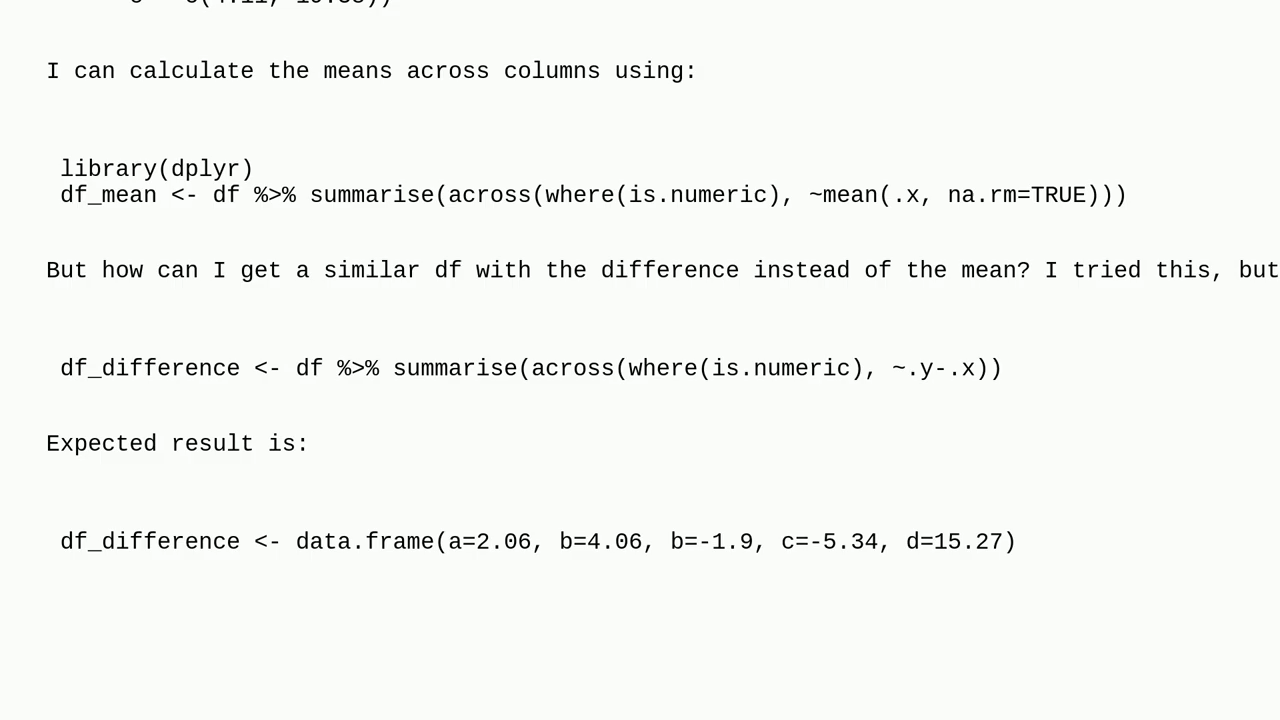 I can calculate the means across columns using:
library(dplyr)
df_mean <- df %>% summarise(across(where(is.numeric), ~mean(.x, na.rm=TRUE)))
But how can I get a similar df with the difference instead of the mean? I tried this, but
df_difference <- df %>% summarise(across(where(is.numeric), ~.y-.x))
Expected result is:
df_difference <- data.frame(a=2.06, b=4.06, b=-1.9, c=-5.34, d=15.27)